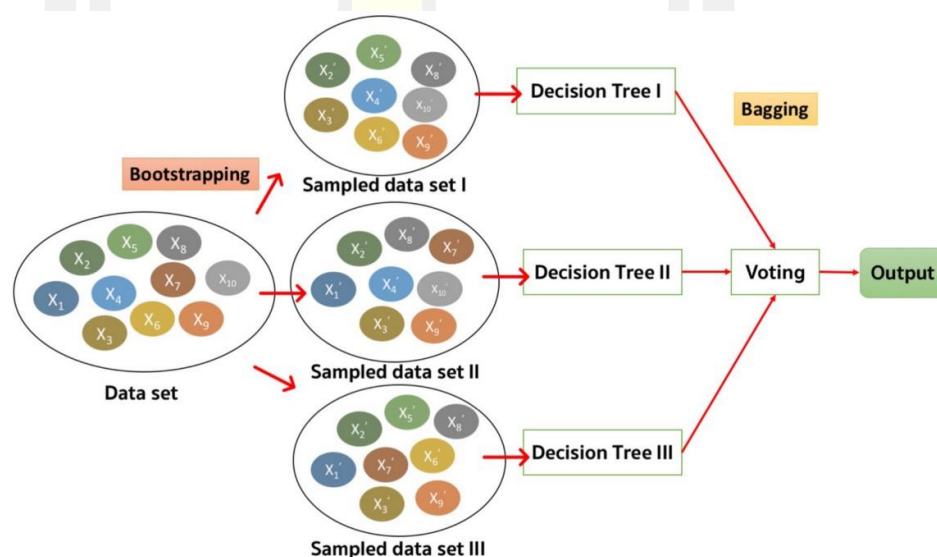 Bootstrapping
X₁
X₂
X₃
X₄
X₅
X₆
X₇
X₈
X₉
X₁₀
Data set
X₂′
X₅′
X₈′
X₃′
X₄′
X₁₀′
X₆′
X₉′
Sampled data set I
X₂′
X₈′
X₇′
X₁′
X₄′
X₁₀′
X₃′
X₉′
Sampled data set II
X₂′
X₅′
X₈′
X₁′
X₇′
X₆′
X₃′
X₉′
Sampled data set III
Decision Tree I
Decision Tree II
Decision Tree III
Bagging
Voting
Output